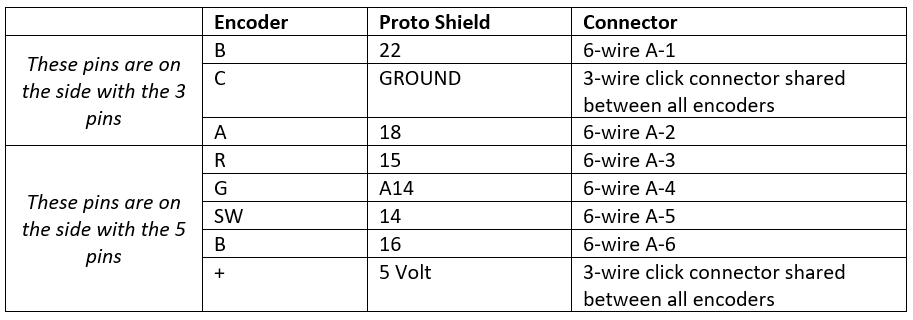 Encoder Proto Shield Connector
These pins are on
the side with the 3
pins
B 22 6-wire A-1
C GROUND 3-wire click connector shared
between all encoders
A 18 6-wire A-2
These pins are on
the side with the 5
pins
R 15 6-wire A-3
G A14 6-wire A-4
SW 14 6-wire A-5
B 16 6-wire A-6
+ 5 Volt 3-wire click connector shared
between all encoders